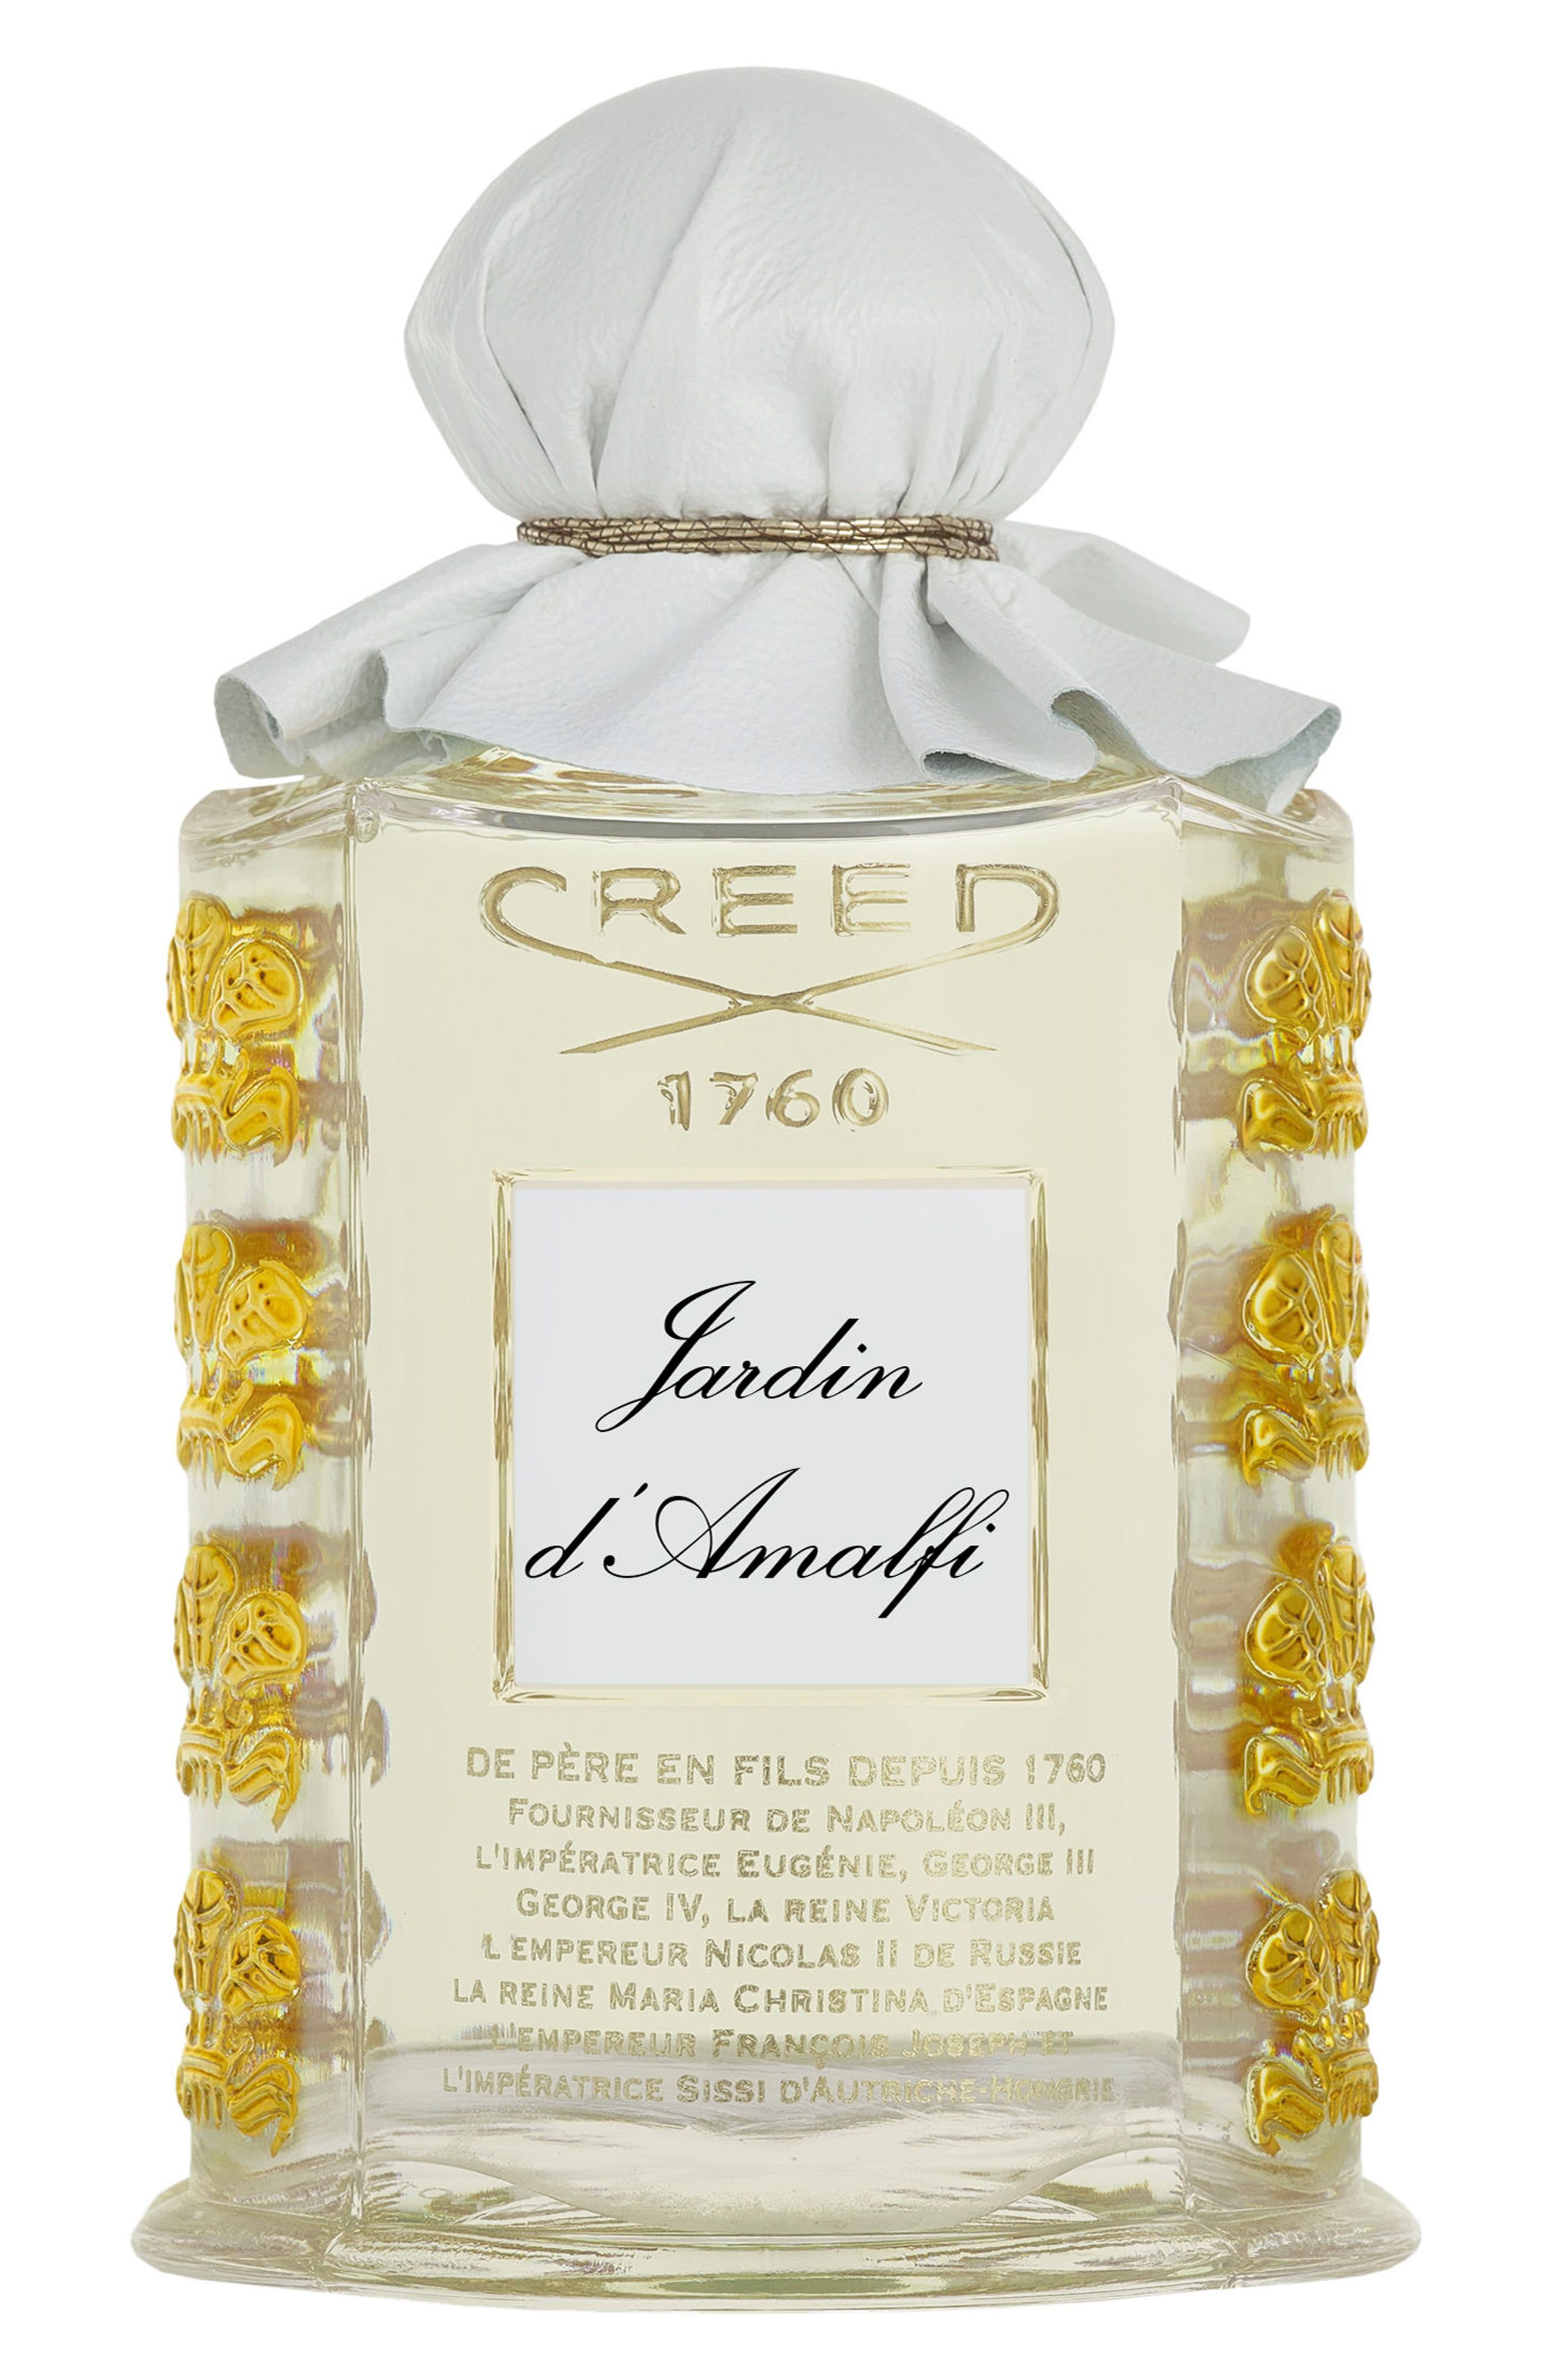 CREED
1760
Jardin
d'Amalfi
DE PÈRE EN FILS DEPUIS 1760
FOURNISSEUR DE NAPOLÉON III,
L'IMPÉRATRICE EUGÉNIE, GEORGE III
GEORGE IV, LA REINE VICTORIA
L'EMPEREUR NICOLAS II DE RUSSIE
LA REINE MARIA CHRISTINA D'ESPAGNE
L'EMPEREUR FRANÇOIS JOSEPH ET
L'IMPÉRATRICE SISSI D'AUTRICHE-HONGRIE